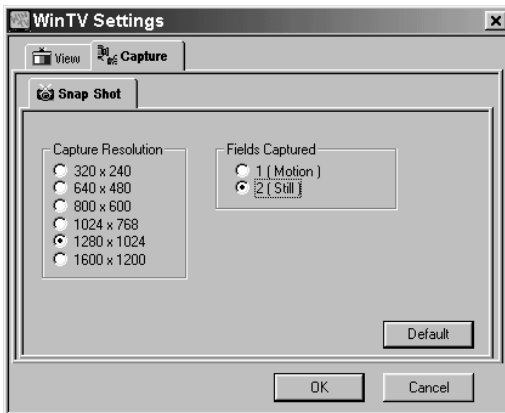 WinTV Settings
View
Capture
Snap Shot
Capture Resolution
320 x 240
640 x 480
800 x 600
1024 x 768
1280 x 1024
1600 x 1200
Fields Captured
1 ( Motion )
2 ( Still )
Default
OK
Cancel